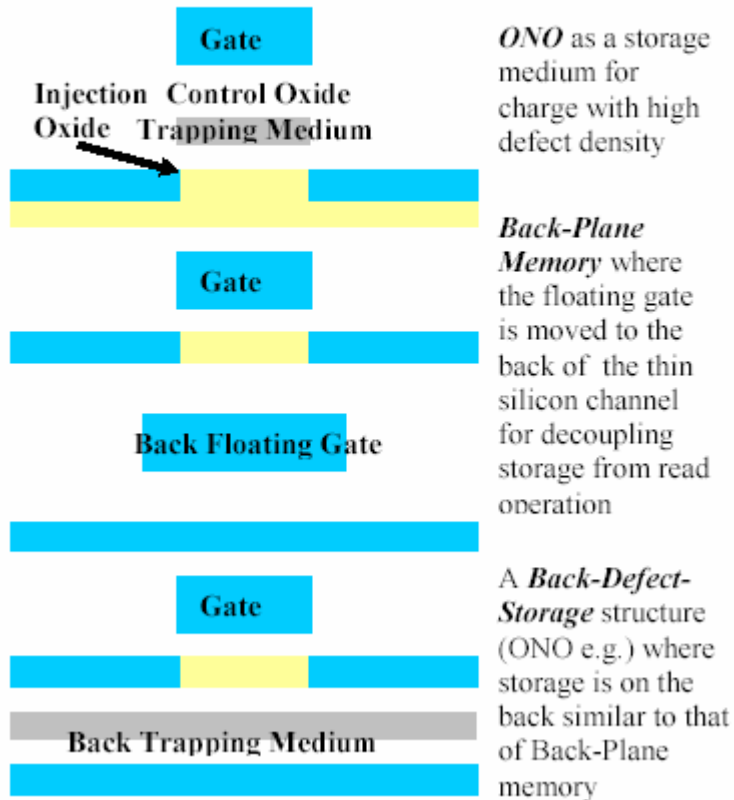 Gate
Injection Control Oxide
Oxide Trapping Medium
ONO as a storage
medium for
charge with high
defect density
Gate
Back Floating Gate
Back-Plane
Memory where
the floating gate
is moved to the
back of the thin
silicon channel
for decoupling
storage from read
operation
Gate
Back Trapping Medium
A Back-Defect-
Storage structure
(ONO e.g.) where
storage is on the
back similar to that
of Back-Plane
memory